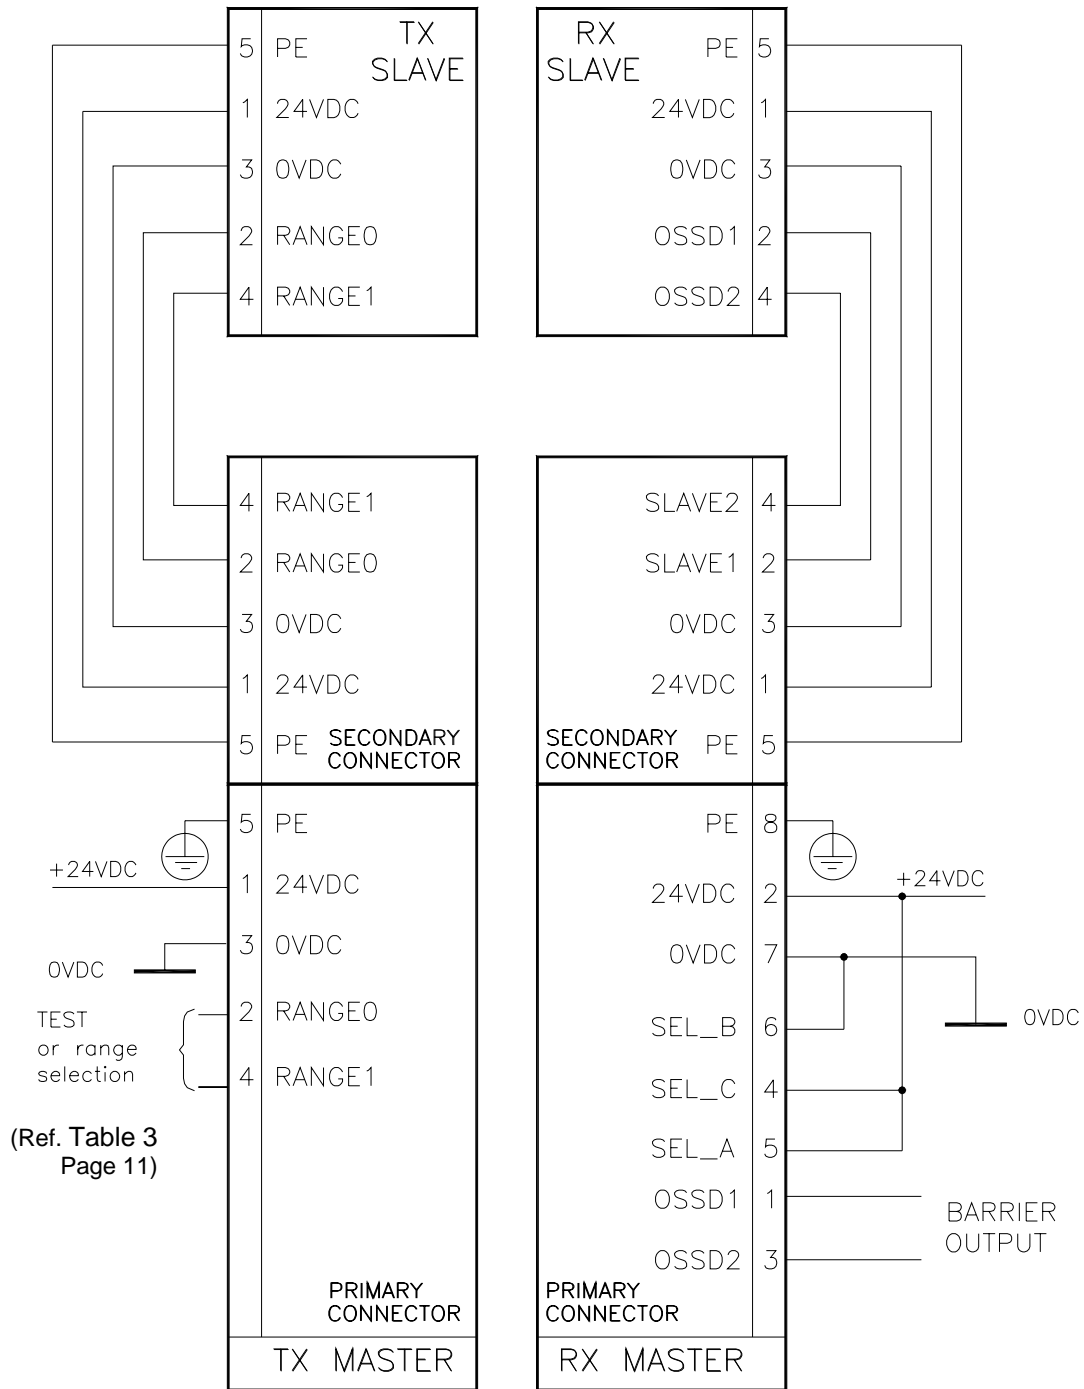 TX
SLAVE
5 PE
1 24VDC
3 0VDC
2 RANGE0
4 RANGE1
RX
SLAVE
PE 5
24VDC 1
0VDC 3
OSSD1 2
OSSD2 4
4 RANGE1
2 RANGE0
3 0VDC
1 24VDC
5 PE
SECONDARY
CONNECTOR
SLAVE2 4
SLAVE1 2
0VDC 3
24VDC 1
PE 5
SECONDARY
CONNECTOR
5 PE
+24VDC
1 24VDC
3 0VDC
0VDC
2 RANGE0
4 RANGE1
TEST
or range
selection
(Ref. Table 3
Page 11)
PRIMARY
CONNECTOR
TX MASTER
PE 8
24VDC 2
+24VDC
0VDC 7
0VDC
SEL_B 6
SEL_C 4
SEL_A 5
OSSD1 1
OSSD2 3
BARRIER
OUTPUT
PRIMARY
CONNECTOR
RX MASTER